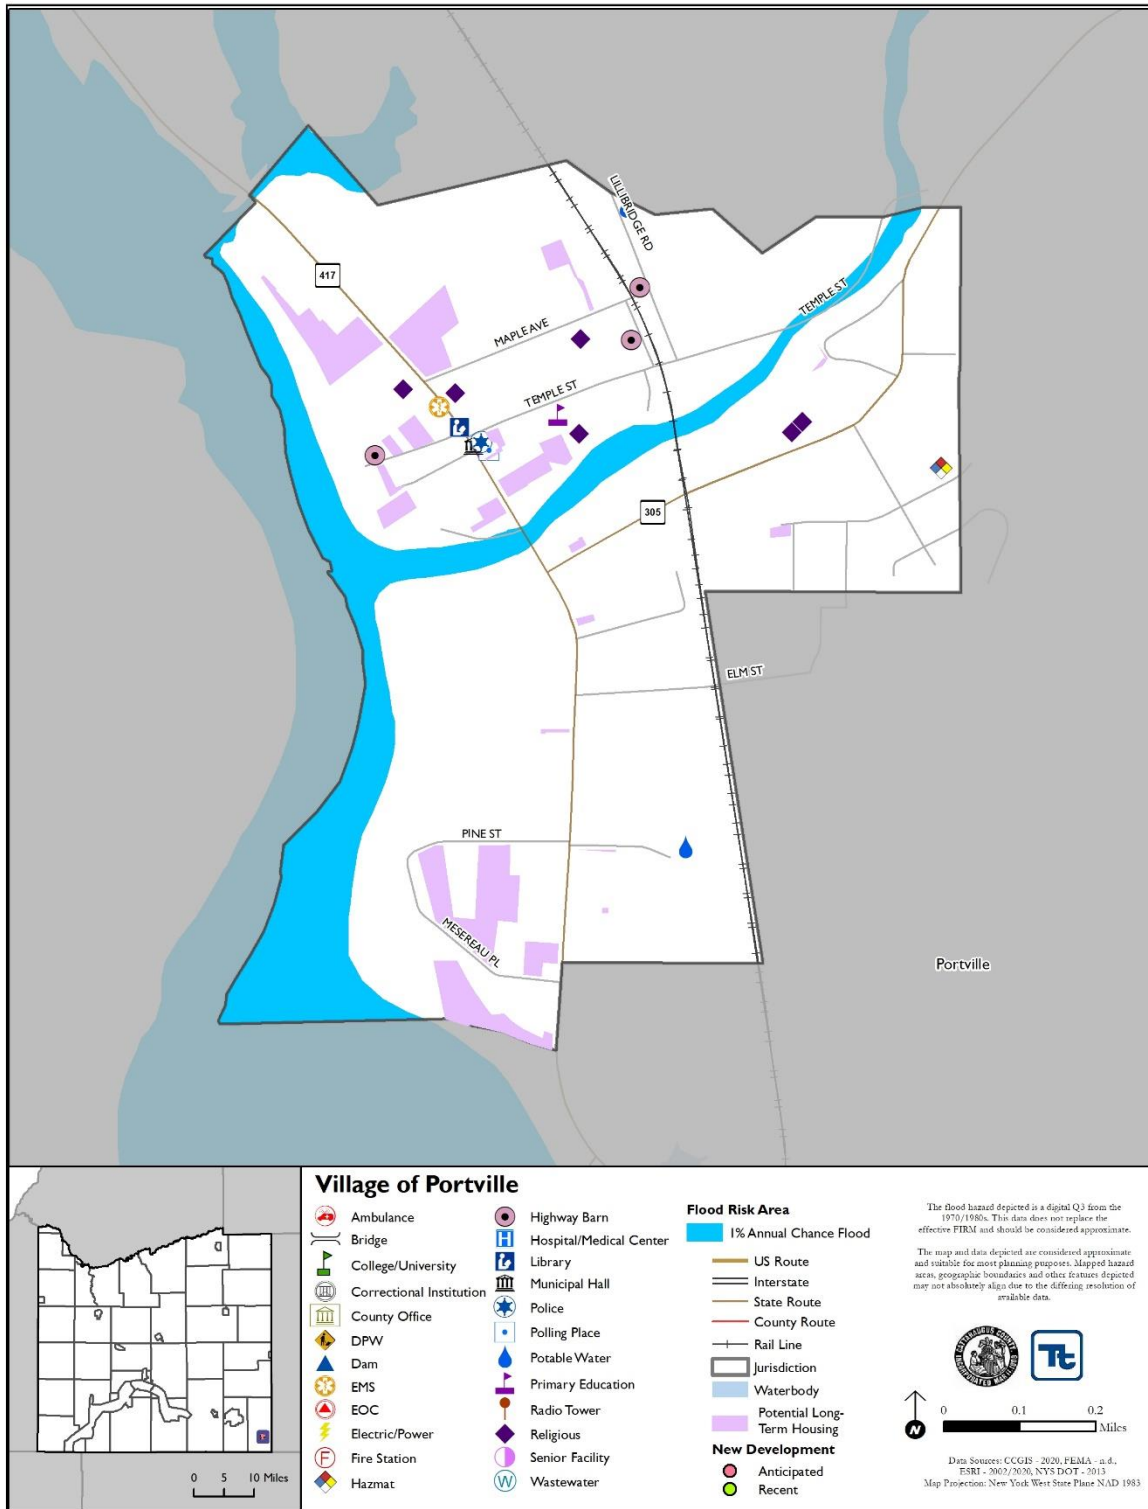 LILLIBRIDGE RD
417
TEMPLE ST
MAPLE AVE
TEMPLE ST
305
ELM ST
PINE ST
MESEREAU PL
Portville
Village of Portville
Ambulance
Bridge
College/University
Correctional Institution
County Office
DPW
Dam
EMS
EOC
Electric/Power
Fire Station
Hazmat
Highway Barn
Hospital/Medical Center
Library
Municipal Hall
Police
Polling Place
Potable Water
Primary Education
Radio Tower
Religious
Senior Facility
Wastewater
Flood Risk Area
1% Annual Chance Flood
US Route
Interstate
State Route
County Route
Rail Line
Jurisdiction
Waterbody
Potential Long-
Term Housing
New Development
Anticipated
Recent
The flood hazard depicted is a digital Q3 from the
1970/1980s. This data does not replace the
effective FIRM and should be considered approximate.
The map and data depicted are considered approximate
and suitable for most planning purposes. Mapped hazard
areas, geographic boundaries and other features depicted
may not absolutely align due to the differing resolution of
available data.
Tt
N
0 0.1 0.2
Miles
0 5 10 Miles
Data Sources: CCGIS - 2020, FEMA - n.d.,
ESRI - 2002/2020, NYS DOT - 2013
Map Projection: New York West State Plane NAD 1983